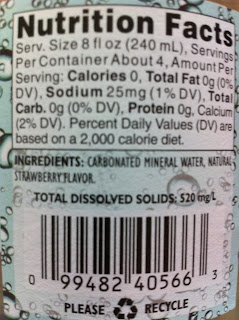 Nutrition Facts
Serv. Size 8 fl oz (240 mL), Servings
Per Container About 4, Amount Per
Serving: Calories 0, Total Fat 0g (0%
DV), Sodium 25mg (1% DV), Total
Carb. 0g (0% DV), Protein 0g, Calcium
(2% DV). Percent Daily Values (DV) are
based on a 2,000 calorie diet.
INGREDIENTS: CARBONATED MINERAL WATER, NATURAL
STRAWBERRY FLAVOR.
TOTAL DISSOLVED SOLIDS: 520 mg/L
0 99482 40566 3
PLEASE RECYCLE